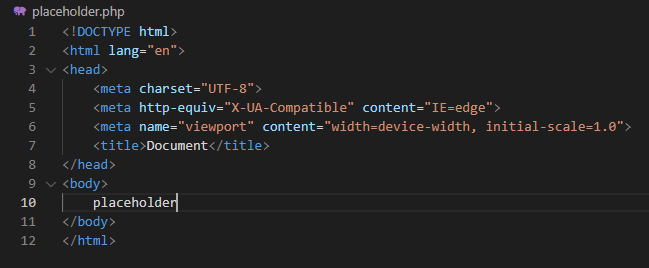 placeholder.php
1 <!DOCTYPE html>
2 <html lang="en">
3 <head>
4     <meta charset="UTF-8">
5     <meta http-equiv="X-UA-Compatible" content="IE=edge">
6     <meta name="viewport" content="width=device-width, initial-scale=1.0">
7     <title>Document</title>
8 </head>
9 <body>
10     placeholder
11 </body>
12 </html>